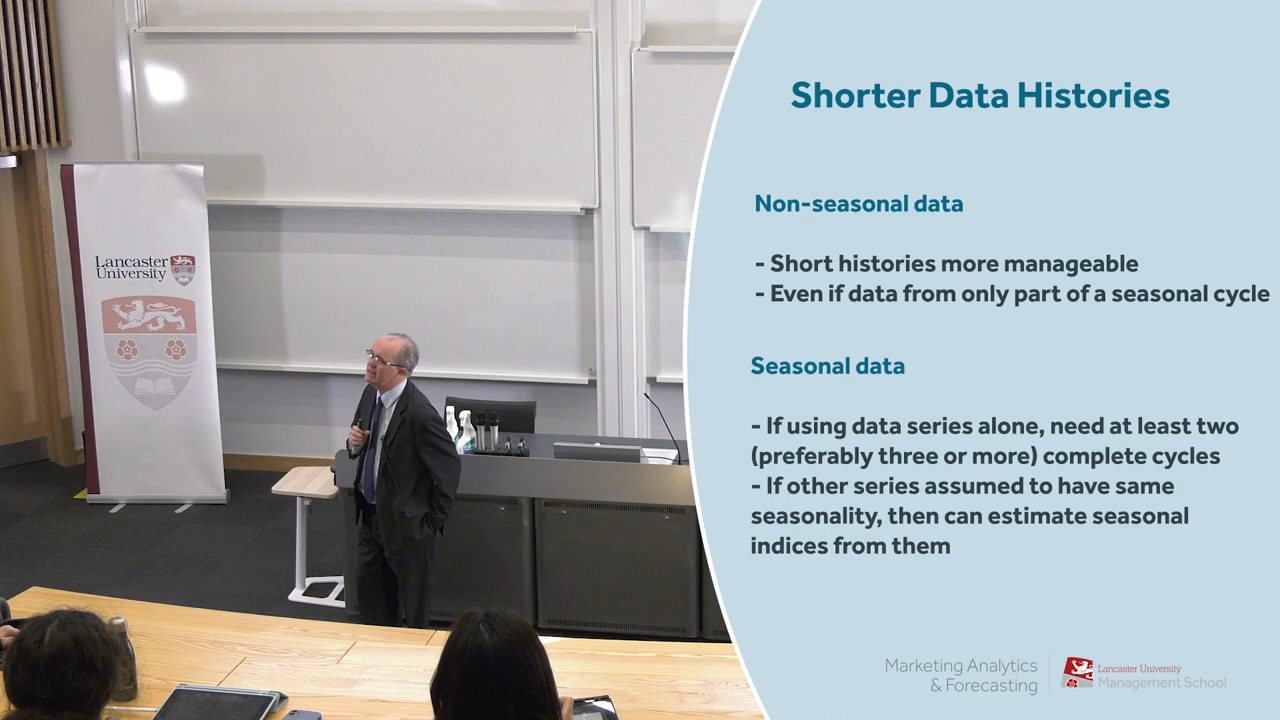 Shorter Data Histories
Non-seasonal data
- Short histories more manageable
- Even if data from only part of a seasonal cycle
Seasonal data
- If using data series alone, need at least two
(preferably three or more) complete cycles
- If other series assumed to have same
seasonality, then can estimate seasonal
indices from them
Marketing Analytics
& Forecasting
Lancaster University
Management School
Lancaster
University